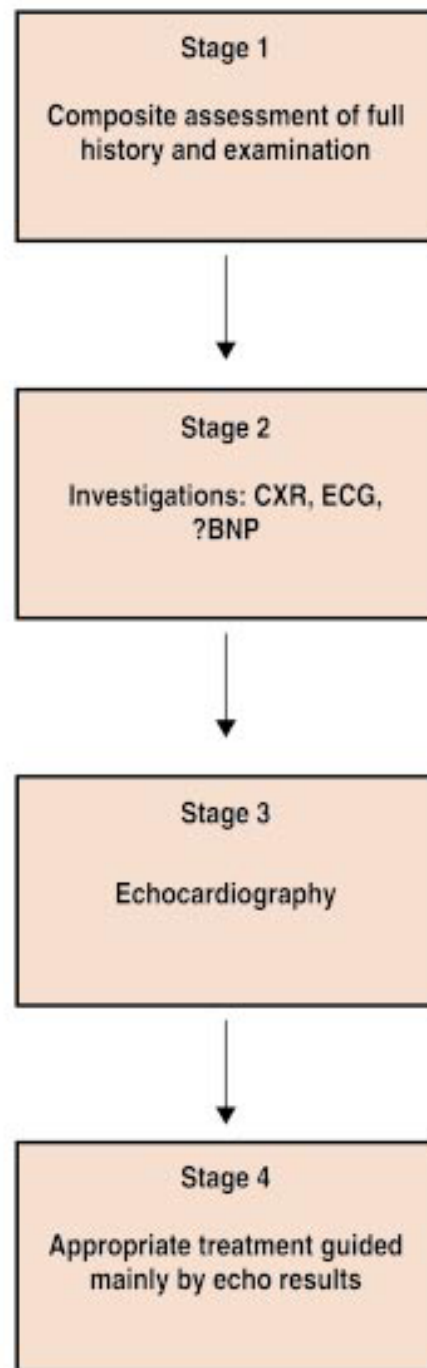 Stage 1
Composite assessment of full
history and examination
Stage 2
Investigations: CXR, ECG,
?BNP
Stage 3
Echocardiography
Stage 4
Appropriate treatment guided
mainly by echo results